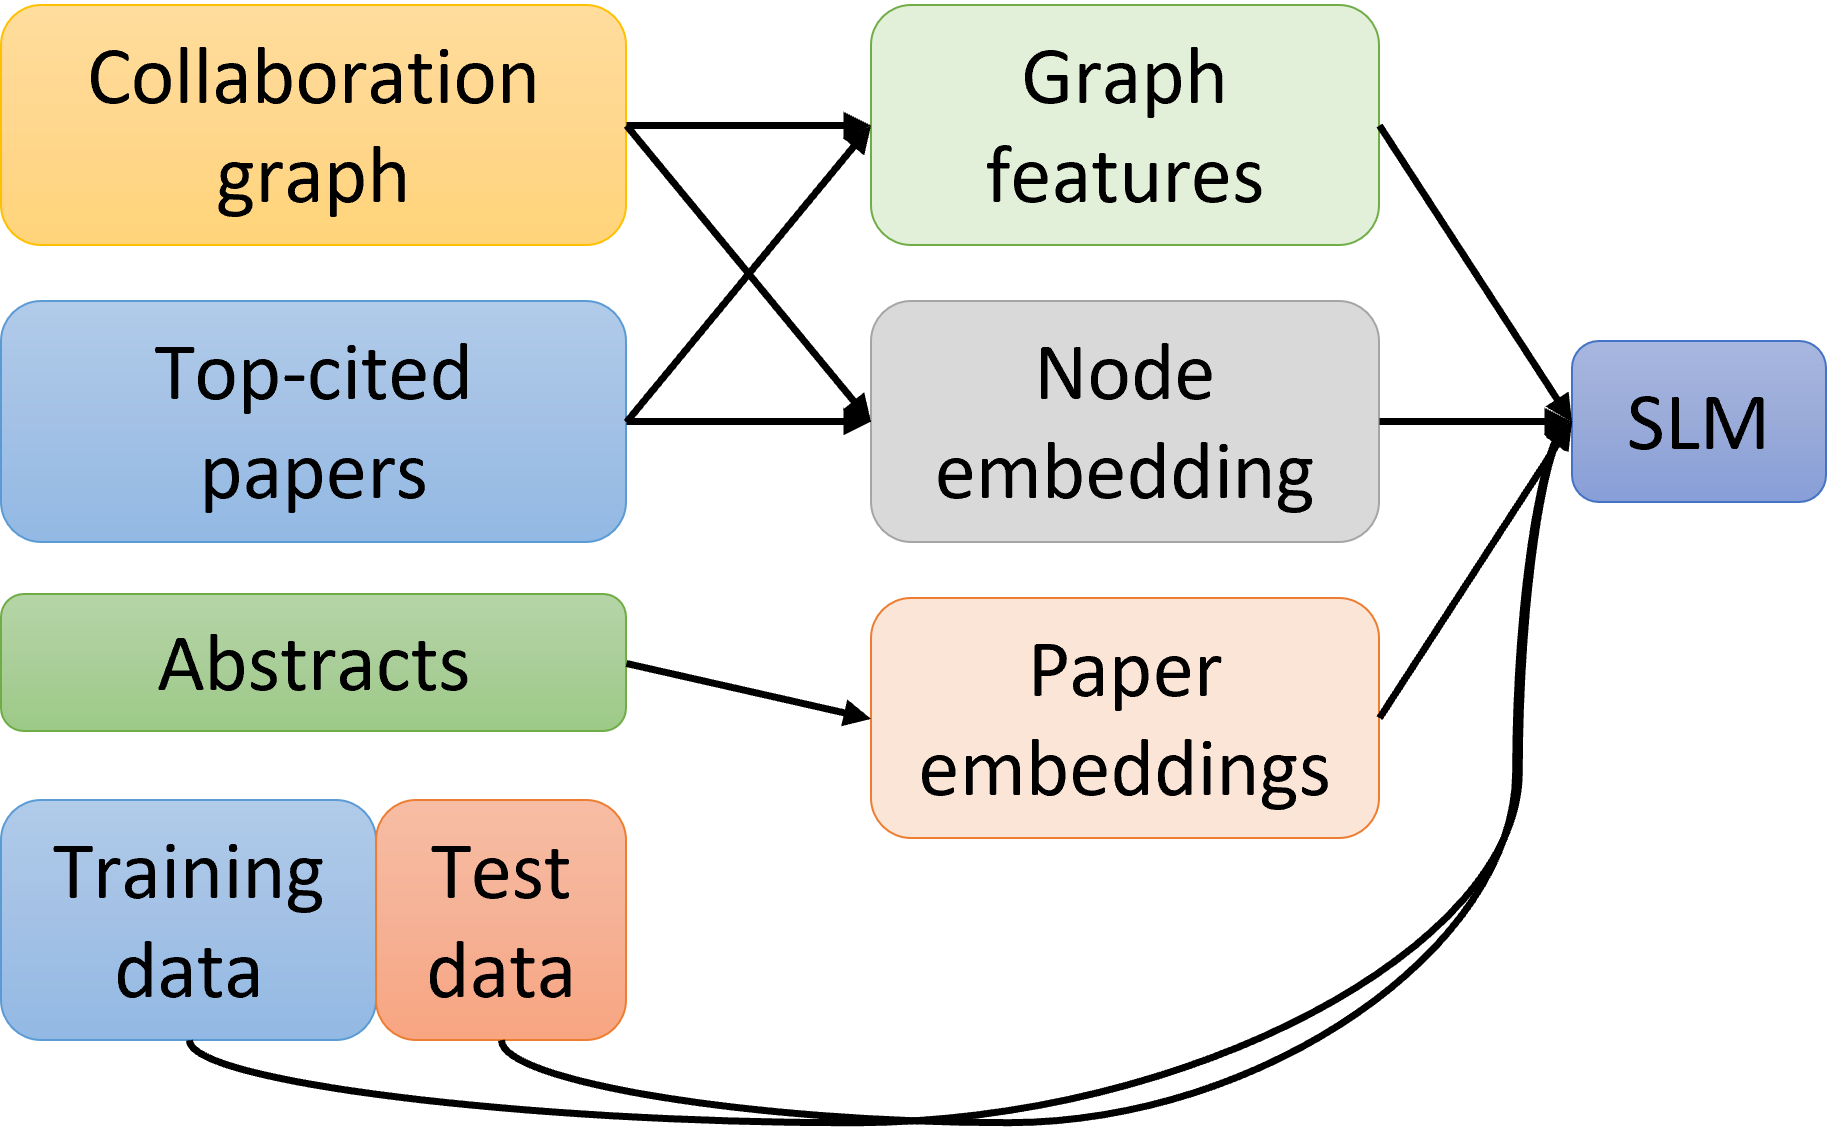 Collaboration
graph
Graph
features
Top-cited
papers
Node
embedding
SLM
Abstracts
Paper
embeddings
Training
data
Test
data